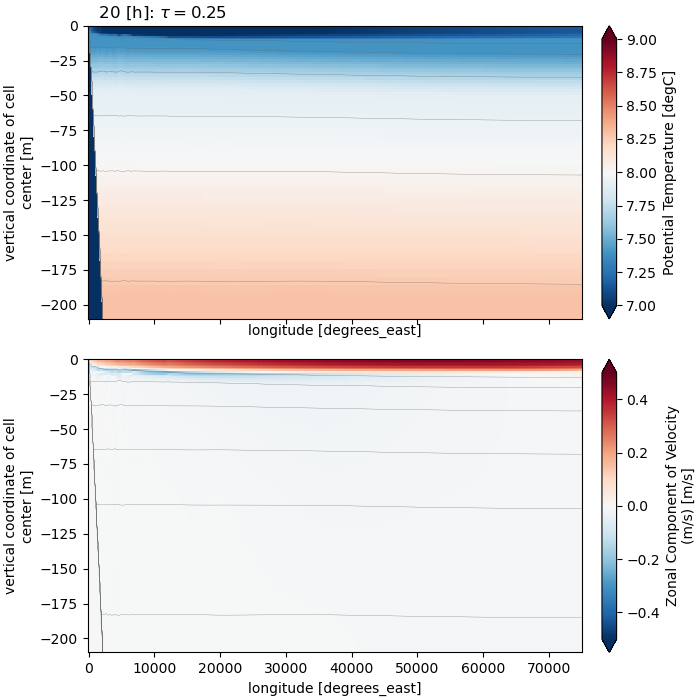 20 [h]: τ = 0.25
0
−25
−50
−75
−100
−125
−150
−175
−200
vertical coordinate of cell
center [m]
longitude [degrees_east]
9.00
8.75
8.50
8.25
8.00
7.75
7.50
7.25
7.00
Potential Temperature [degC]
0
−25
−50
−75
−100
−125
−150
−175
−200
vertical coordinate of cell
center [m]
0 10000 20000 30000 40000 50000 60000 70000
longitude [degrees_east]
0.4
0.2
0.0
−0.2
−0.4
Zonal Component of Velocity
(m/s) [m/s]